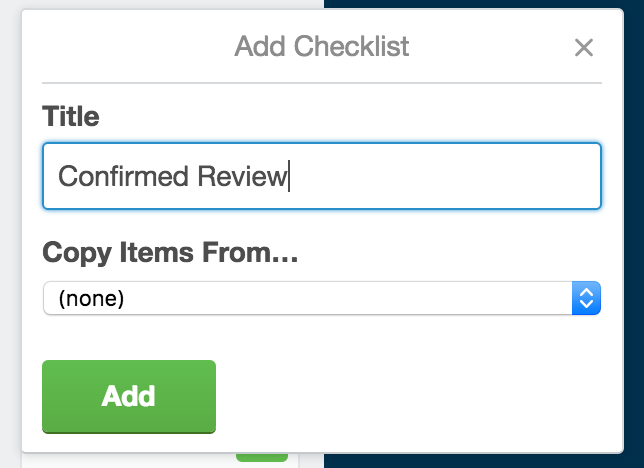 Add Checklist
Title
Confirmed Review
Copy Items From...
(none)
Add